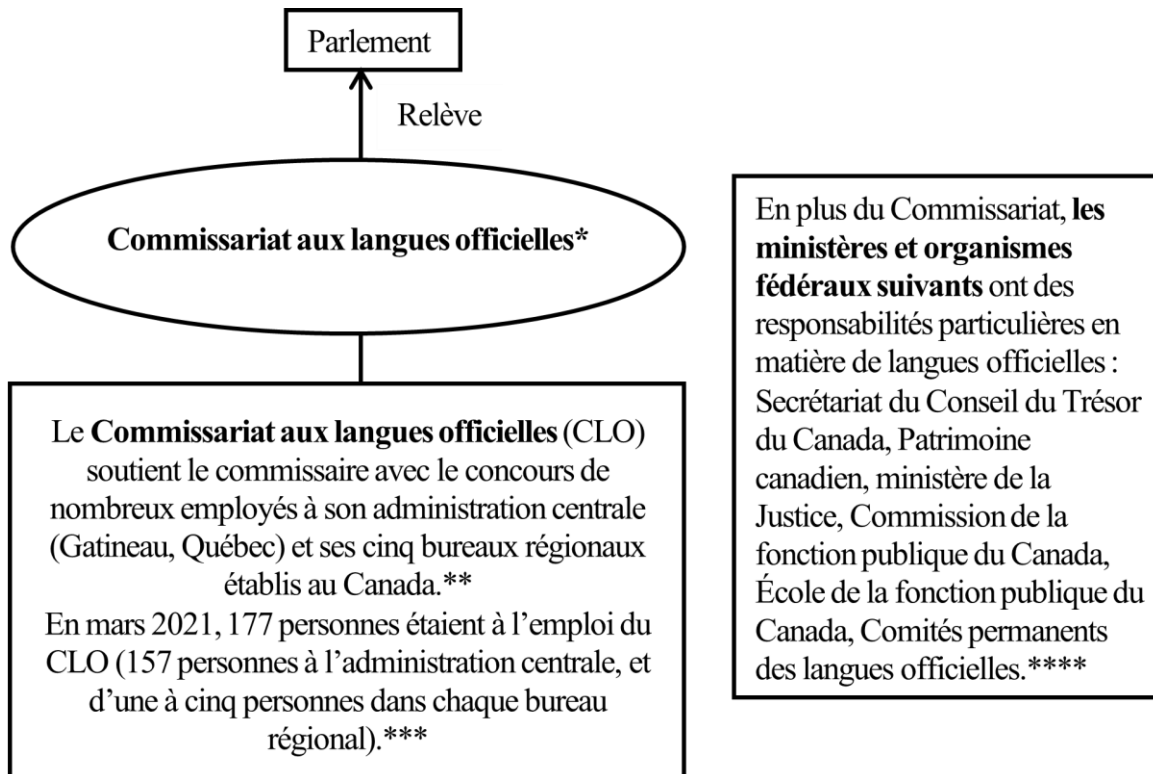 Parlement
Relève
Commissariat aux langues officielles*
Le Commissariat aux langues officielles (CLO)
soutient le commissaire avec le concours de
nombreux employés à son administration centrale
(Gatineau, Québec) et ses cinq bureaux régionaux
établis au Canada.**
En mars 2021, 177 personnes étaient à l’emploi du
CLO (157 personnes à l’administration centrale, et
d’une à cinq personnes dans chaque bureau
régional).***
En plus du Commissariat, les
ministères et organismes
fédéraux suivants ont des
responsabilités particulières en
matière de langues officielles :
Secrétariat du Conseil du Trésor
du Canada, Patrimoine
canadien, ministère de la
Justice, Commission de la
fonction publique du Canada,
École de la fonction publique du
Canada, Comités permanents
des langues officielles.****